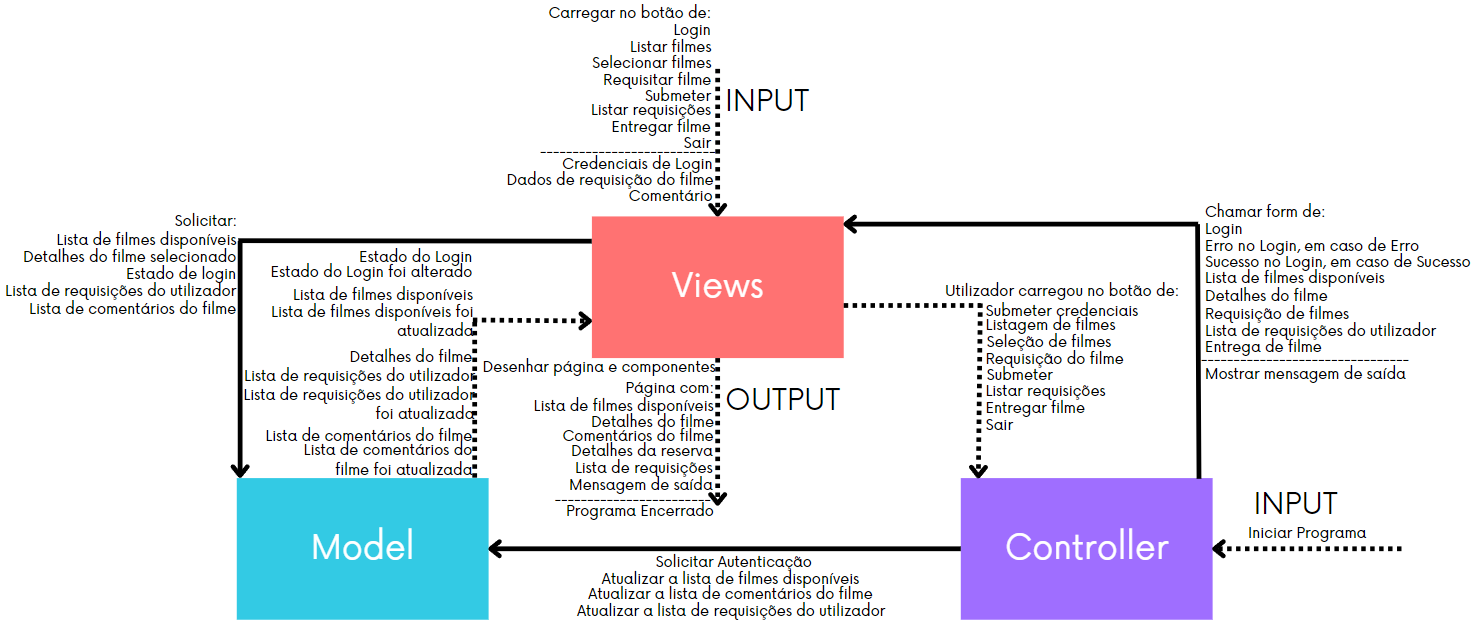 Carregar no botão de:
Login
Listar filmes
Selecionar filmes
Requisitar filme
Submeter
Listar requisições
Entregar filme
Sair
INPUT
Credenciais de Login
Dados de requisição do filme
Comentário
Solicitar:
Lista de filmes disponíveis
Detalhes do filme selecionado
Estado de login
Lista de requisições do utilizador
Lista de comentários do filme
Estado do Login
Estado do Login foi alterado
Lista de filmes disponíveis
Lista de filmes disponíveis foi
atualizada
Detalhes do filme
Lista de requisições do utilizador
Lista de requisições do utilizador
foi atualizada
Lista de comentários do filme
Lista de comentários do
filme foi atualizada
Views
Utilizador carregou no botão de:
Submeter credenciais
Listagem de filmes
Seleção de filmes
Requisição do filme
Submeter
Listar requisições
Entregar filme
Sair
Chamar form de:
Login
Erro no Login, em caso de Erro
Sucesso no Login, em caso de Sucesso
Lista de filmes disponíveis
Detalhes do filme
Requisição de filmes
Lista de requisições do utilizador
Entrega de filme
Mostrar mensagem de saída
Desenhar página e componentes
Página com:
Lista de filmes disponíveis
Detalhes do filme
Comentários do filme
Detalhes da reserva
Lista de requisições
Mensagem de saída
OUTPUT
Programa Encerrado
Model
Controller
INPUT
Iniciar Programa
Solicitar Autenticação
Atualizar a lista de filmes disponíveis
Atualizar a lista de comentários do filme
Atualizar a lista de requisições do utilizador